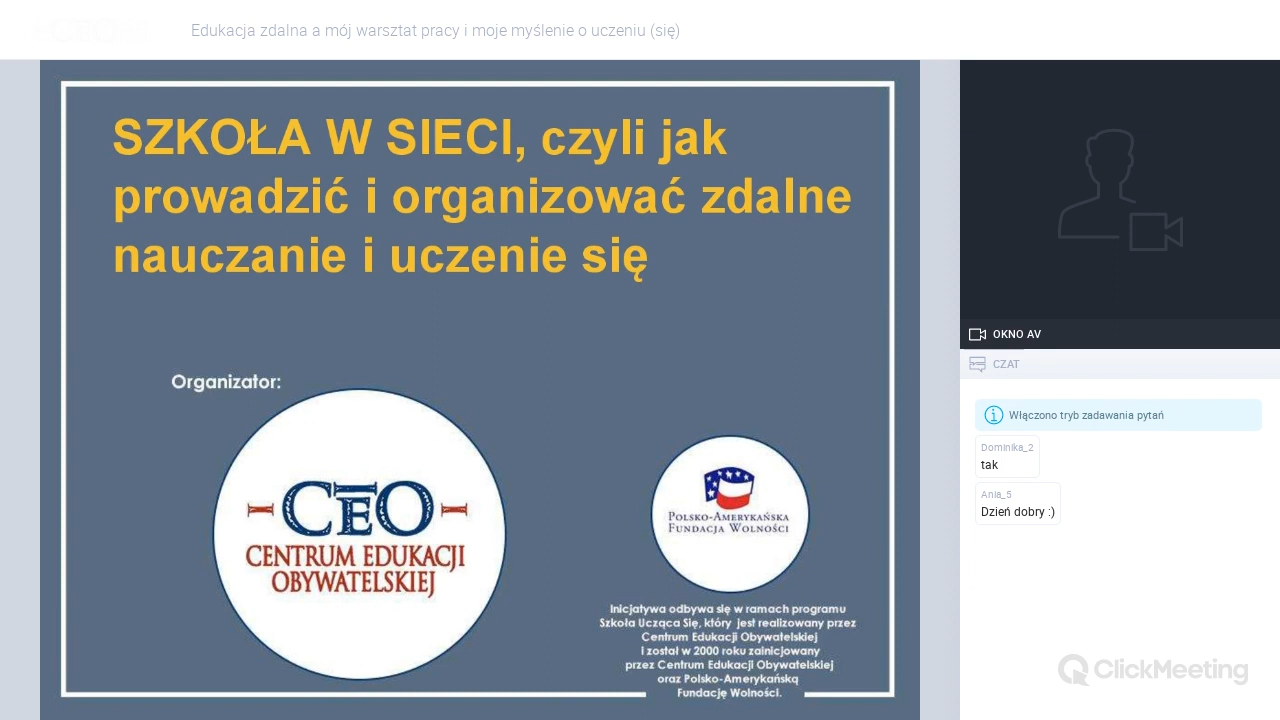 Edukacja zdalna a mój warsztat pracy i moje myślenie o uczeniu (się)
SZKOŁA W SIECI, czyli jak
prowadzić i organizować zdalne
nauczanie i uczenie się
Organizator:
CEO
CENTRUM EDUKACJI
OBYWATELSKIEJ
POLSKO-AMERYKAŃSKA
FUNDACJA WOLNOŚCI
Inicjatywa odbywa się w ramach programu
Szkoła Ucząca Się, który jest realizowany przez
Centrum Edukacji Obywatelskiej
i został w 2000 roku zainicjowany
przez Centrum Edukacji Obywatelskiej
oraz Polsko-Amerykańską
Fundację Wolności.
OKNO AV
CZAT
Włączono tryb zadawania pytań
Dominika_2
tak
Ania_5
Dzień dobry :)
ClickMeeting